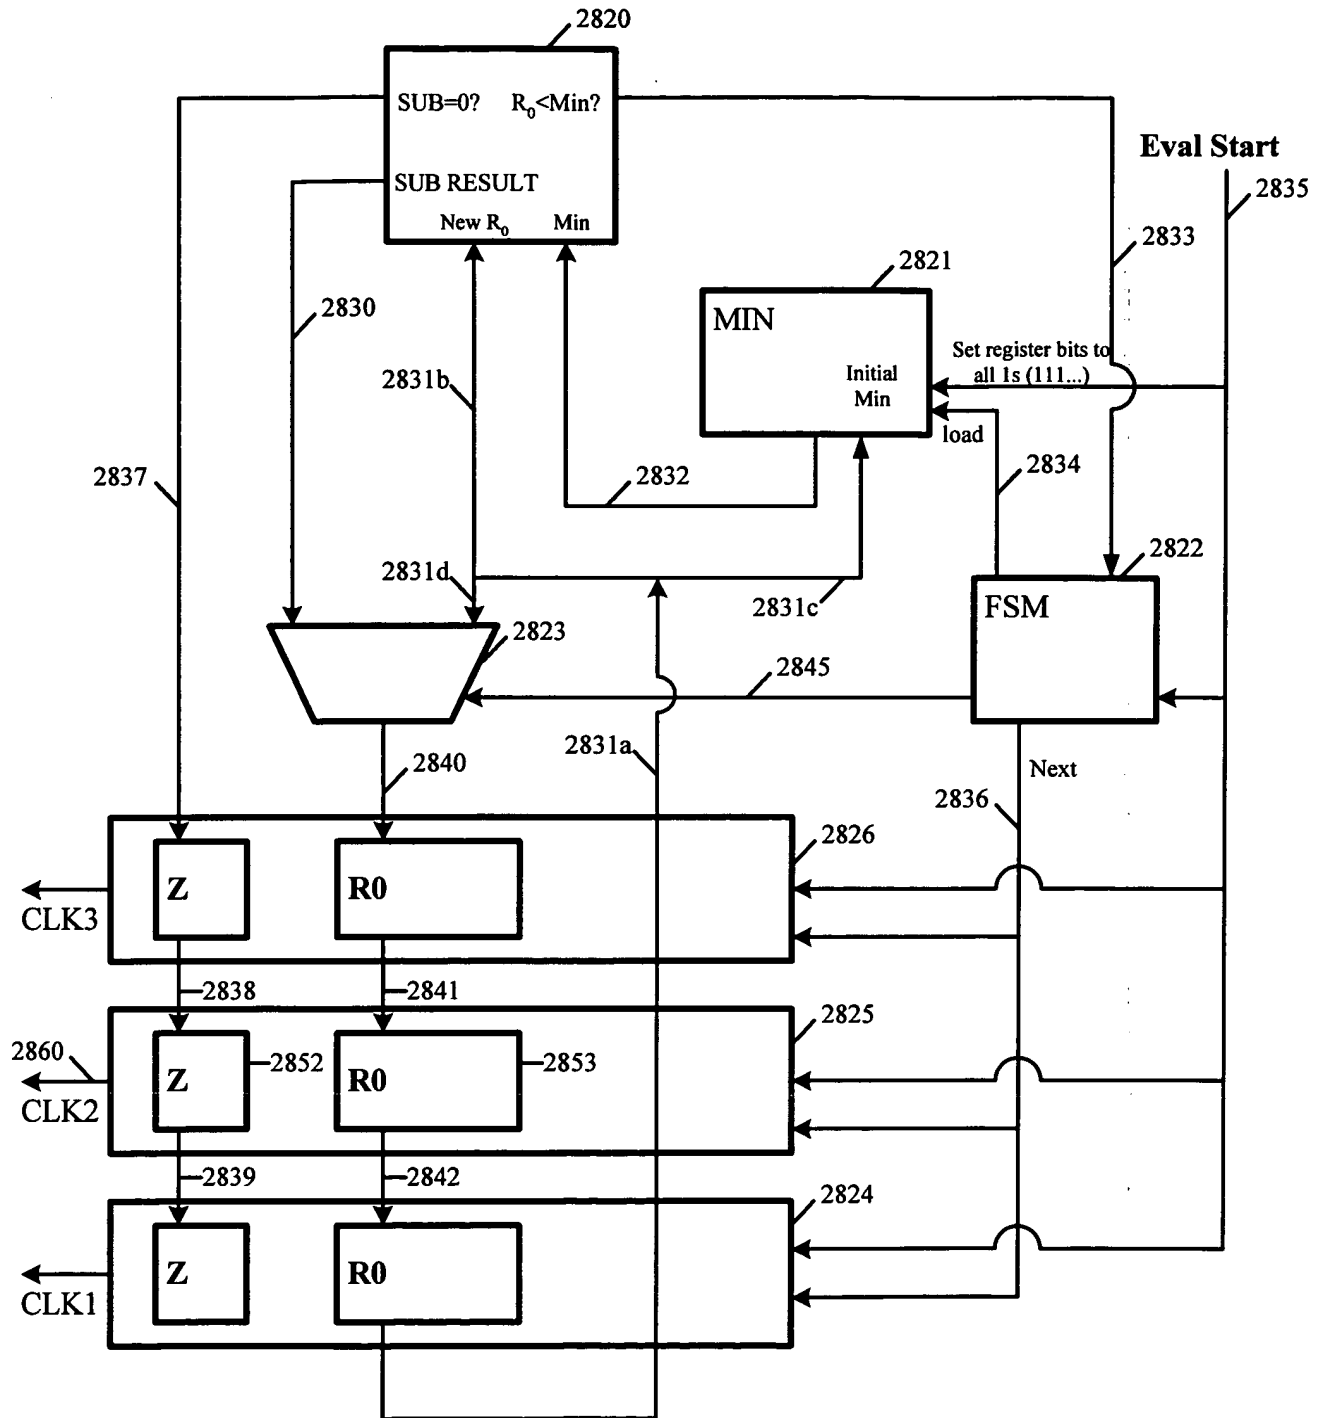 2820
SUB=0? R0<Min?
SUB RESULT
New R0 Min
Eval Start
2835
2833
2821
MIN
Initial
Min
Set register bits to
all 1s (111...)
load
2830
2831b
2837
2832
2834
2831d
2831c
2822
FSM
2823
2845
2831a
2840
Next
2836
2826
Z
R0
CLK3
2838
2841
2825
2860
Z
2852
R0
2853
CLK2
2839
2842
2824
Z
R0
CLK1